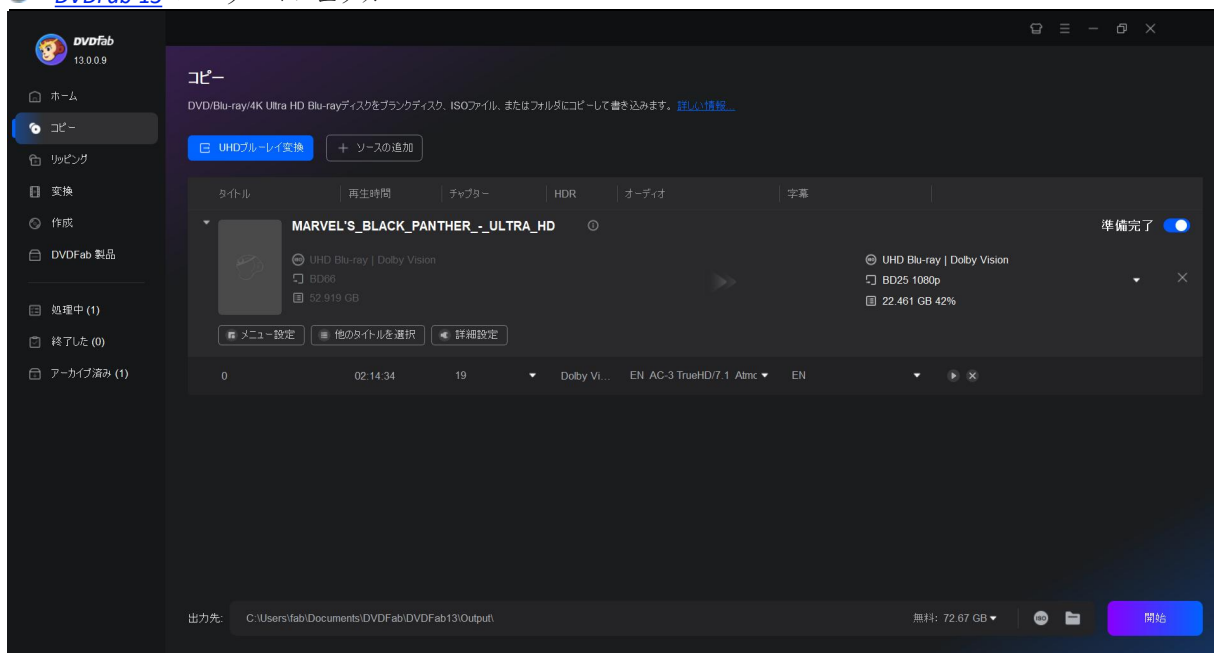 DVDFab 13
DVDFab
13.0.0.9
ホーム
コピー
リッピング
変換
作成
DVDFab 製品
処理中 (1)
終了した (0)
アーカイブ済み (1)
コピー
DVD/Blu-ray/4K Ultra HD Blu-rayディスクをブランクディスク、ISOファイル、またはフォルダにコピーして書き込みます。詳しい情報...
UHDブルーレイ変換
+ ソースの追加
タイトル 再生時間 チャプター HDR オーディオ 字幕
MARVEL'S_BLACK_PANTHER_-_ULTRA_HD
準備完了
UHD Blu-ray | Dolby Vision
BD66
52.919 GB
UHD Blu-ray | Dolby Vision
BD25 1080p
22.461 GB 42%
メニュー設定 他のタイトルを選択 詳細設定
0 02:14:34 19 Dolby Vi... EN AC-3 TrueHD/7.1 Atmc EN
出力先: C:\Users\fab\Documents\DVDFab\DVDFab13\Output\ 無料: 72.67 GB ISO 開始